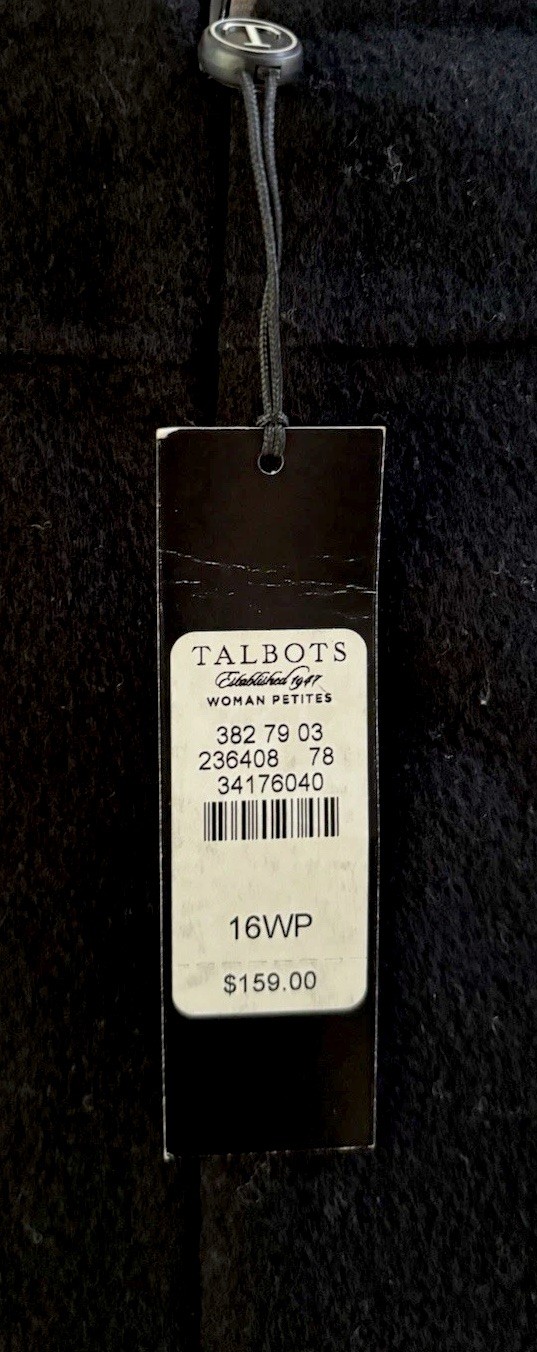 T
TALBOTS
Established 1947
WOMAN PETITES
382 79 03
236408 78
34176040
16WP
$159.00